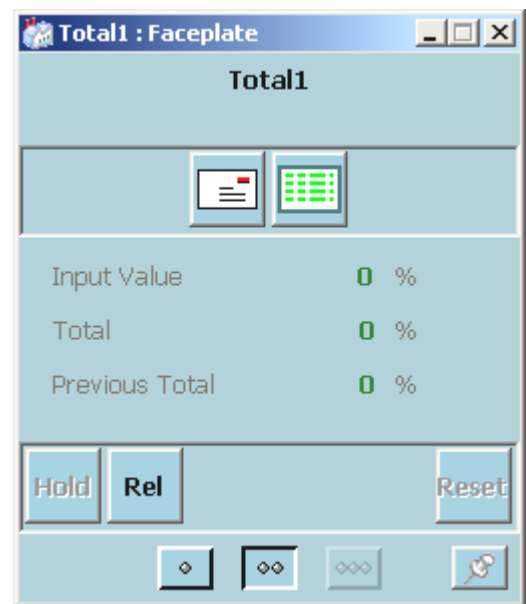 Total1 : Faceplate
Total1
Input Value 0 %
Total 0 %
Previous Total 0 %
Hold Rel Reset